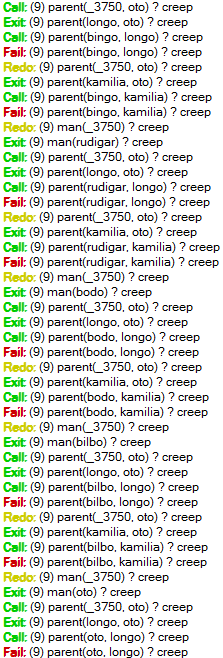 Call: (9) parent(_3750, oto) ? creep
Exit: (9) parent(longo, oto) ? creep
Call: (9) parent(bingo, longo) ? creep
Fail: (9) parent(bingo, longo) ? creep
Redo: (9) parent(_3750, oto) ? creep
Exit: (9) parent(kamilia, oto) ? creep
Call: (9) parent(bingo, kamilia) ? creep
Fail: (9) parent(bingo, kamilia) ? creep
Redo: (9) man(_3750) ? creep
Exit: (9) man(rudigar) ? creep
Call: (9) parent(_3750, oto) ? creep
Exit: (9) parent(longo, oto) ? creep
Call: (9) parent(rudigar, longo) ? creep
Fail: (9) parent(rudigar, longo) ? creep
Redo: (9) parent(_3750, oto) ? creep
Exit: (9) parent(kamilia, oto) ? creep
Call: (9) parent(rudigar, kamilia) ? creep
Fail: (9) parent(rudigar, kamilia) ? creep
Redo: (9) man(_3750) ? creep
Exit: (9) man(bodo) ? creep
Call: (9) parent(_3750, oto) ? creep
Exit: (9) parent(longo, oto) ? creep
Call: (9) parent(bodo, longo) ? creep
Fail: (9) parent(bodo, longo) ? creep
Redo: (9) parent(_3750, oto) ? creep
Exit: (9) parent(kamilia, oto) ? creep
Call: (9) parent(bodo, kamilia) ? creep
Fail: (9) parent(bodo, kamilia) ? creep
Redo: (9) man(_3750) ? creep
Exit: (9) man(bilbo) ? creep
Call: (9) parent(_3750, oto) ? creep
Exit: (9) parent(longo, oto) ? creep
Call: (9) parent(bilbo, longo) ? creep
Fail: (9) parent(bilbo, longo) ? creep
Redo: (9) parent(_3750, oto) ? creep
Exit: (9) parent(kamilia, oto) ? creep
Call: (9) parent(bilbo, kamilia) ? creep
Fail: (9) parent(bilbo, kamilia) ? creep
Redo: (9) man(_3750) ? creep
Exit: (9) man(oto) ? creep
Call: (9) parent(_3750, oto) ? creep
Exit: (9) parent(longo, oto) ? creep
Call: (9) parent(oto, longo) ? creep
Fail: (9) parent(oto, longo) ? creep